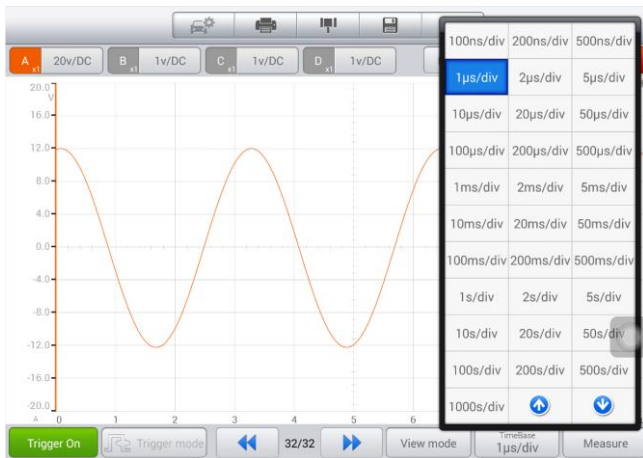 A x1 20v/DC B x1 1v/DC C x1 1v/DC D x1 1v/DC
20.0
V
16.0
12.0
8.0
4.0
0.0
-4.0
-8.0
-12.0
-16.0
-20.0
A 0 1 2 3 4 5 6
100ns/div 200ns/div 500ns/div
1µs/div 2µs/div 5µs/div
10µs/div 20µs/div 50µs/div
100µs/div 200µs/div 500µs/div
1ms/div 2ms/div 5ms/div
10ms/div 20ms/div 50ms/div
100ms/div 200ms/div 500ms/div
1s/div 2s/div 5s/div
10s/div 20s/div 50s/div
100s/div 200s/div 500s/div
1000s/div
Trigger On Trigger mode 32/32 View mode TimeBase 1µs/div Measure